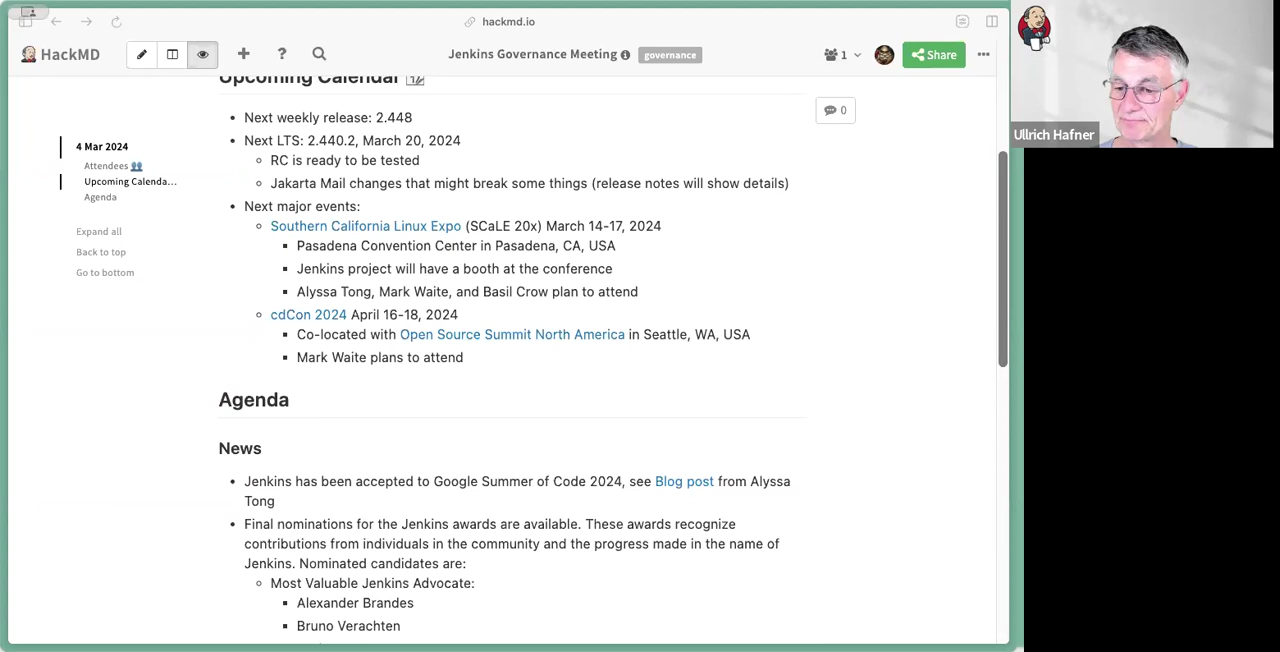 hackmd.io
HackMD
Jenkins Governance Meeting
governance
1
Share
Upcoming Calendar
0
4 Mar 2024
Attendees 👥
Upcoming Calenda...
Agenda
Expand all
Back to top
Go to bottom
Next weekly release: 2.448
Next LTS: 2.440.2, March 20, 2024
RC is ready to be tested
Jakarta Mail changes that might break some things (release notes will show details)
Next major events:
Southern California Linux Expo (SCaLE 20x) March 14-17, 2024
Pasadena Convention Center in Pasadena, CA, USA
Jenkins project will have a booth at the conference
Alyssa Tong, Mark Waite, and Basil Crow plan to attend
cdCon 2024 April 16-18, 2024
Co-located with Open Source Summit North America in Seattle, WA, USA
Mark Waite plans to attend
Agenda
News
Jenkins has been accepted to Google Summer of Code 2024, see Blog post from Alyssa
Tong
Final nominations for the Jenkins awards are available. These awards recognize
contributions from individuals in the community and the progress made in the name of
Jenkins. Nominated candidates are:
Most Valuable Jenkins Advocate:
Alexander Brandes
Bruno Verachten
Ullrich Hafner